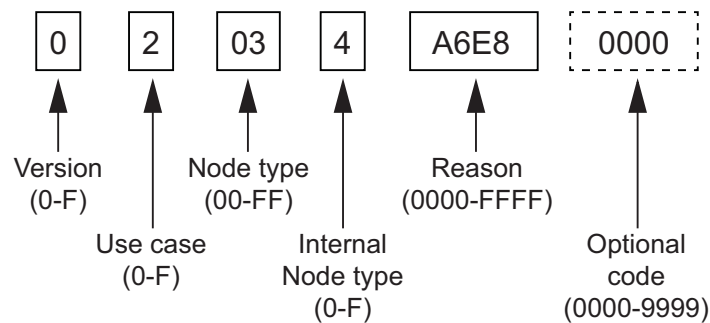 0 2 03 4 A6E8 0000
Version Node type Reason
(0-F) (00-FF) (0000-FFFF)
Use case Internal Optional
(0-F) Node type code
(0-F) (0000-9999)